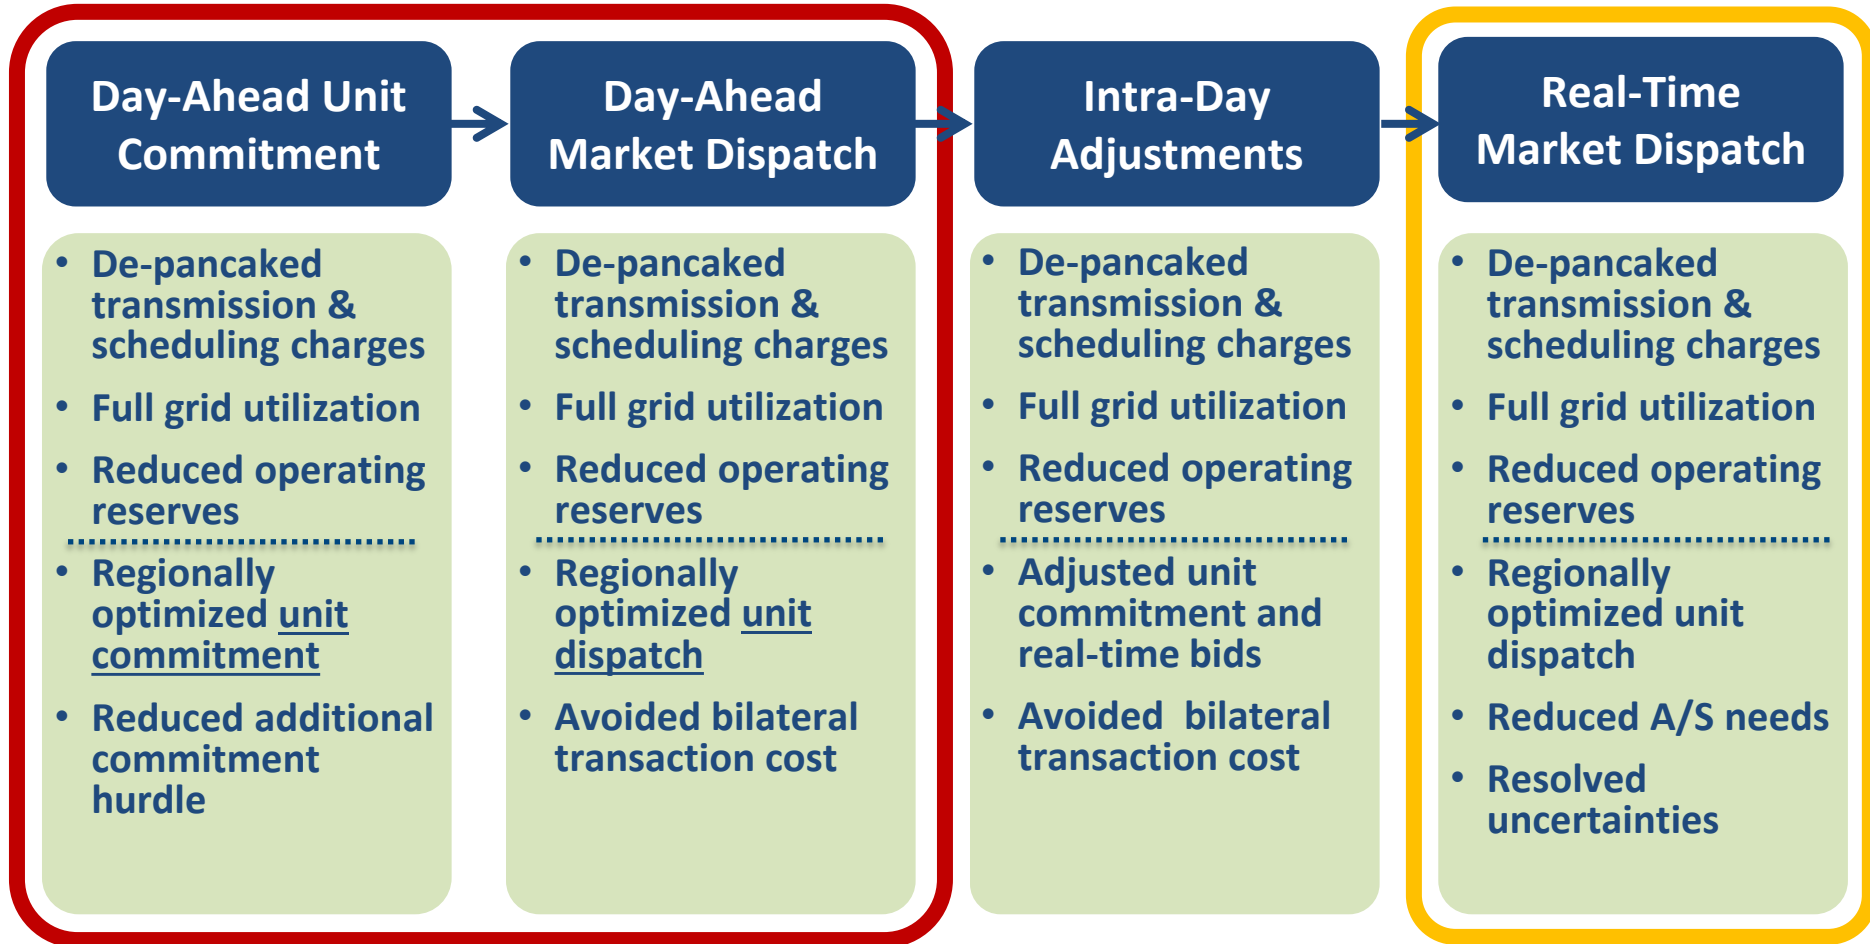 Day-Ahead Unit
Commitment
• De-pancaked
transmission &
scheduling charges
• Full grid utilization
• Reduced operating
reserves
• Regionally
optimized unit
commitment
• Reduced additional
commitment
hurdle
Day-Ahead
Market Dispatch
• De-pancaked
transmission &
scheduling charges
• Full grid utilization
• Reduced operating
reserves
• Regionally
optimized unit
dispatch
• Avoided bilateral
transaction cost
Intra-Day
Adjustments
• De-pancaked
transmission &
scheduling charges
• Full grid utilization
• Reduced operating
reserves
• Adjusted unit
commitment and
real-time bids
• Avoided  bilateral
transaction cost
Real-Time
Market Dispatch
• De-pancaked
transmission &
scheduling charges
• Full grid utilization
• Reduced operating
reserves
• Regionally
optimized unit
dispatch
• Reduced A/S needs
• Resolved
uncertainties